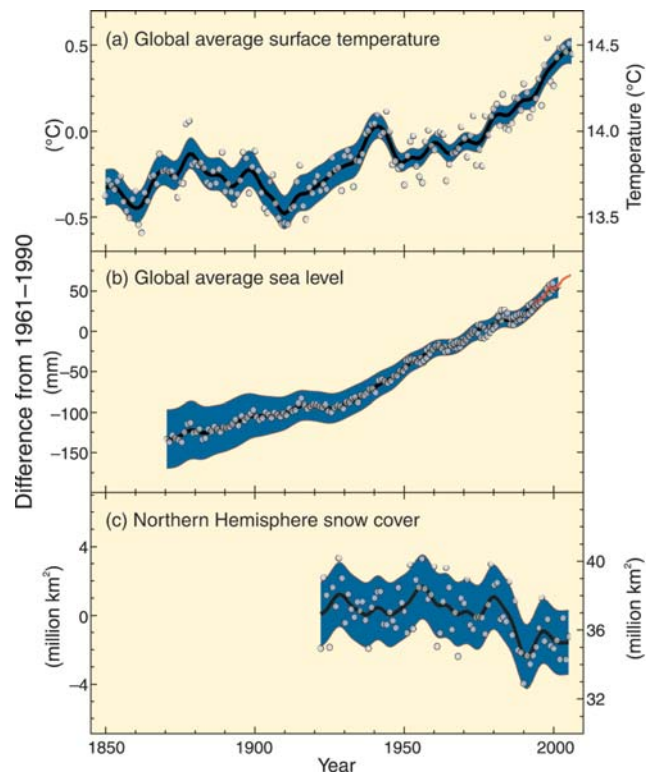 (a) Global average surface temperature
0.5
0.0
−0.5
(°C)
14.5
14.0
13.5
Temperature (°C)
Difference from 1961–1990
(b) Global average sea level
50
0
−50
−100
−150
(mm)
(c) Northern Hemisphere snow cover
4
0
−4
(million km²)
40
36
32
(million km²)
1850
1900
1950
2000
Year